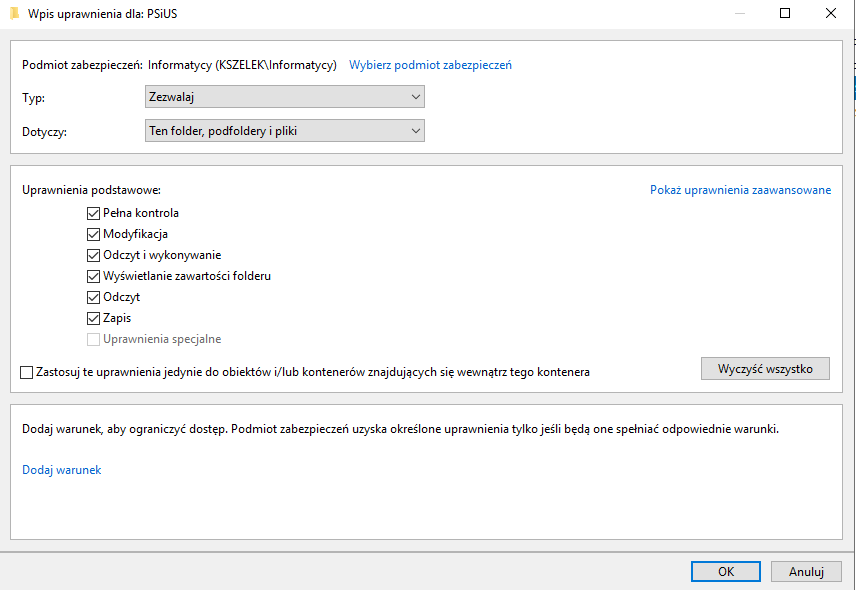 Wpis uprawnienia dla: PSiUS
Podmiot zabezpieczeń: Informatycy (KSZELEK\Informatycy) Wybierz podmiot zabezpieczeń
Typ: Zezwalaj
Dotyczy: Ten folder, podfoldery i pliki
Uprawnienia podstawowe: Pokaż uprawnienia zaawansowane
Pełna kontrola
Modyfikacja
Odczyt i wykonywanie
Wyświetlanie zawartości folderu
Odczyt
Zapis
Uprawnienia specjalne
Zastosuj te uprawnienia jedynie do obiektów i/lub kontenerów znajdujących się wewnątrz tego kontenera Wyczyść wszystko
Dodaj warunek, aby ograniczyć dostęp. Podmiot zabezpieczeń uzyska określone uprawnienia tylko jeśli będą one spełniać odpowiednie warunki.
Dodaj warunek
OK Anuluj